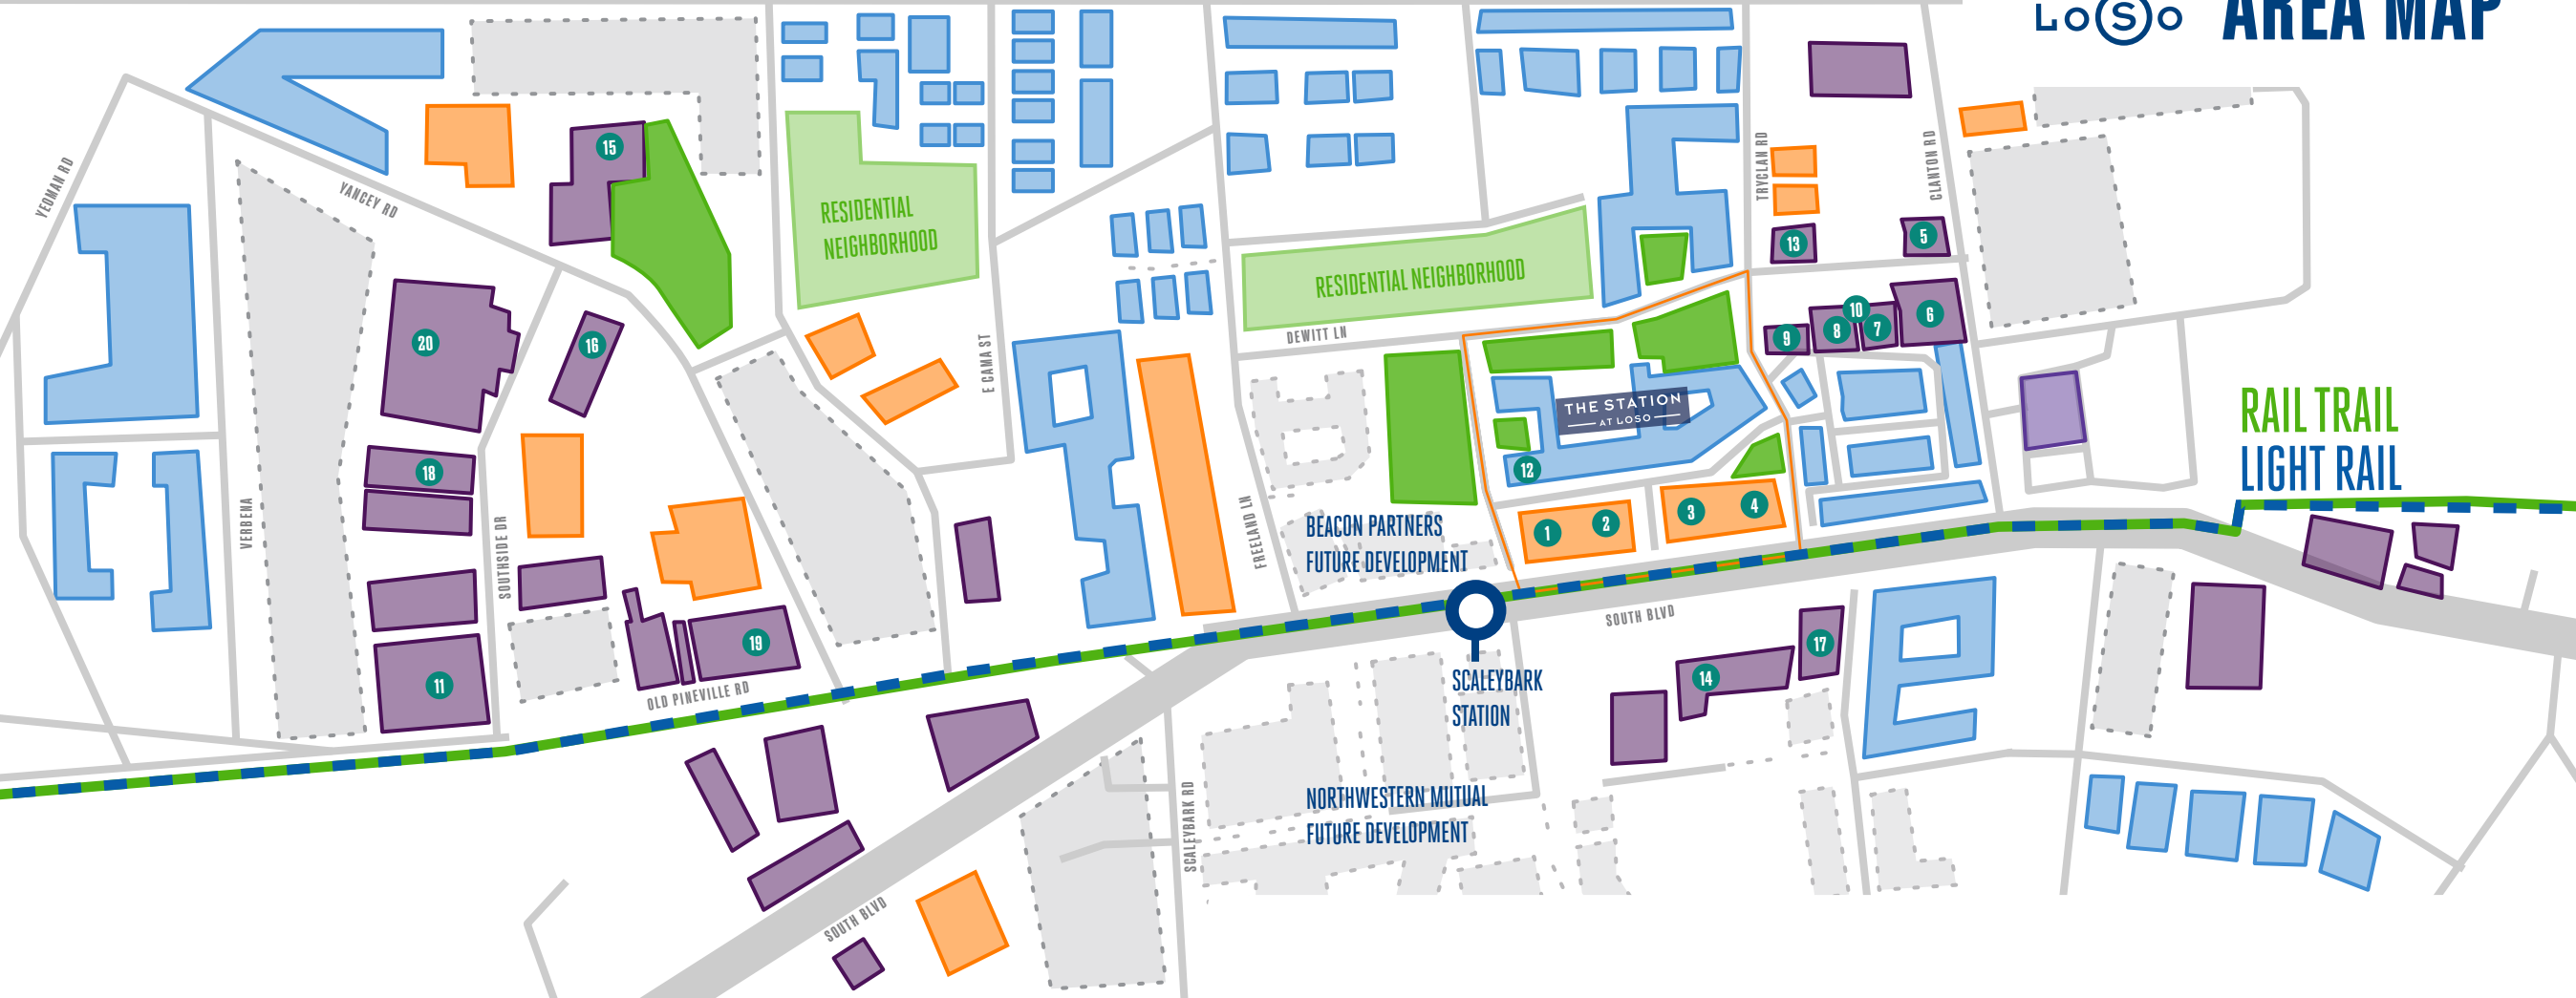 LoSo AREA MAP
YEOMAN RD
YANCEY RD
TRYCLAN RD
CLANTON RD
15
RESIDENTIAL
NEIGHBORHOOD
RESIDENTIAL NEIGHBORHOOD
13
5
20
16
E CAMA ST
DEWITT LN
9
8
10
7
6
THE STATION
AT LOSO
RAIL TRAIL
LIGHT RAIL
18
12
VERBENA
SOUTHSIDE DR
FREELAND LN
BEACON PARTNERS
FUTURE DEVELOPMENT
1
2
3
4
SOUTH BLVD
11
19
OLD PINEVILLE RD
SCALEYBARK
STATION
14
17
SCALEYBARK RD
NORTHWESTERN MUTUAL
FUTURE DEVELOPMENT
SOUTH BLVD